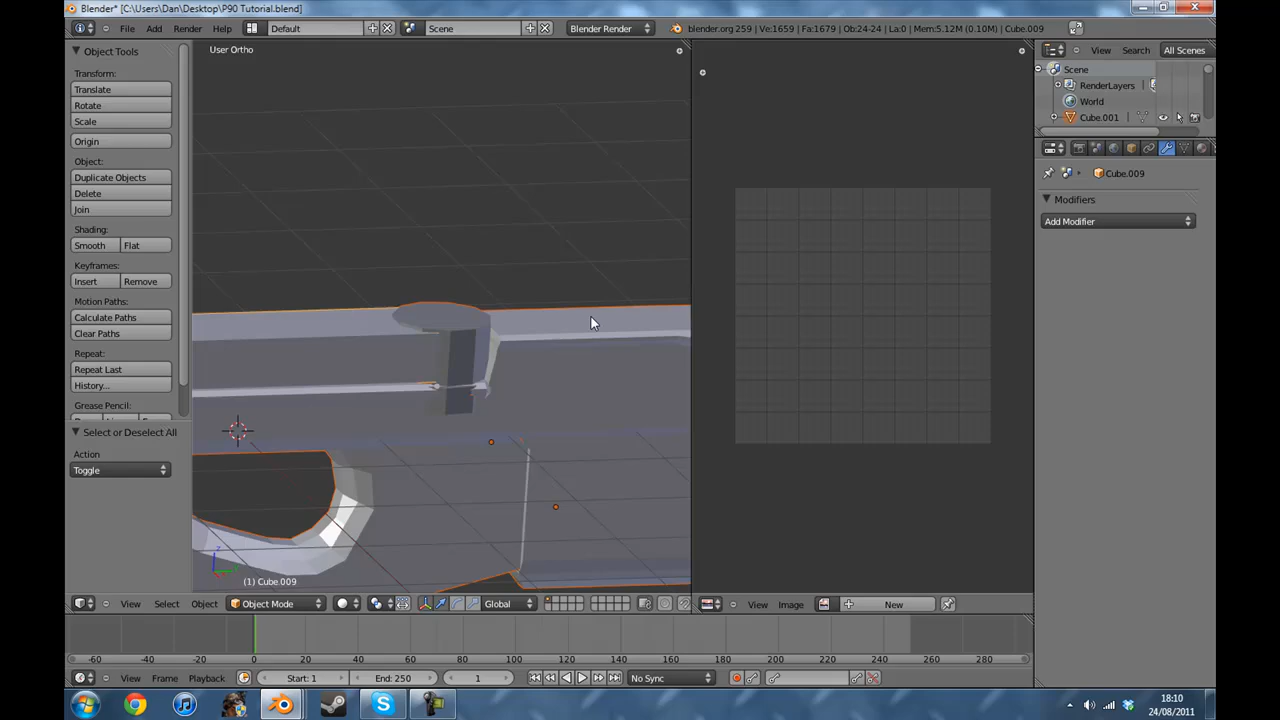 Blender* [C:\Users\Dan\Desktop\P90 Tutorial.blend]
File Add Render Help Default Scene Blender Render blender.org 259 | Ve:1659 | Fa:1679 | Ob:24-24 | La:0 | Mem:5.12M (0.10M) | Cube.009
Object Tools
Transform:
Translate
Rotate
Scale
Origin
Object:
Duplicate Objects
Delete
Join
Shading:
Smooth Flat
Keyframes:
Insert Remove
Motion Paths:
Calculate Paths
Clear Paths
Repeat:
Repeat Last
History...
Grease Pencil:
Select or Deselect All
Action
Toggle
User Ortho
(1) Cube.009
View Select Object Object Mode Global
View Image New
View Search All Scenes
Scene
RenderLayers
World
Cube.001
Cube.009
Modifiers
Add Modifier
-60 -40 -20 0 20 40 60 80 100 120 140 160 180 200 220 240 260 280
View Frame Playback Start: 1 End: 250 1 No Sync
18:10
24/08/2011